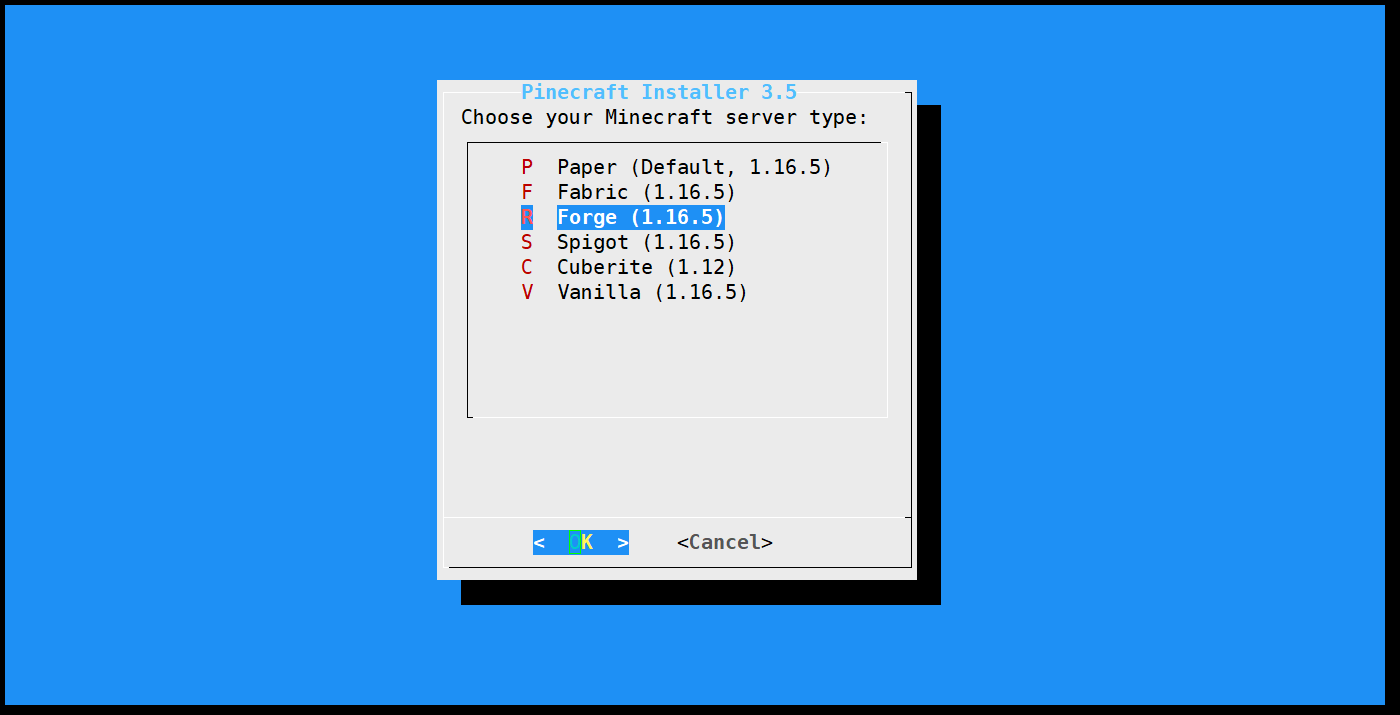 Pinecraft Installer 3.5
Choose your Minecraft server type:
P Paper (Default, 1.16.5)
F Fabric (1.16.5)
R Forge (1.16.5)
S Spigot (1.16.5)
C Cuberite (1.12)
V Vanilla (1.16.5)
< OK > <Cancel>